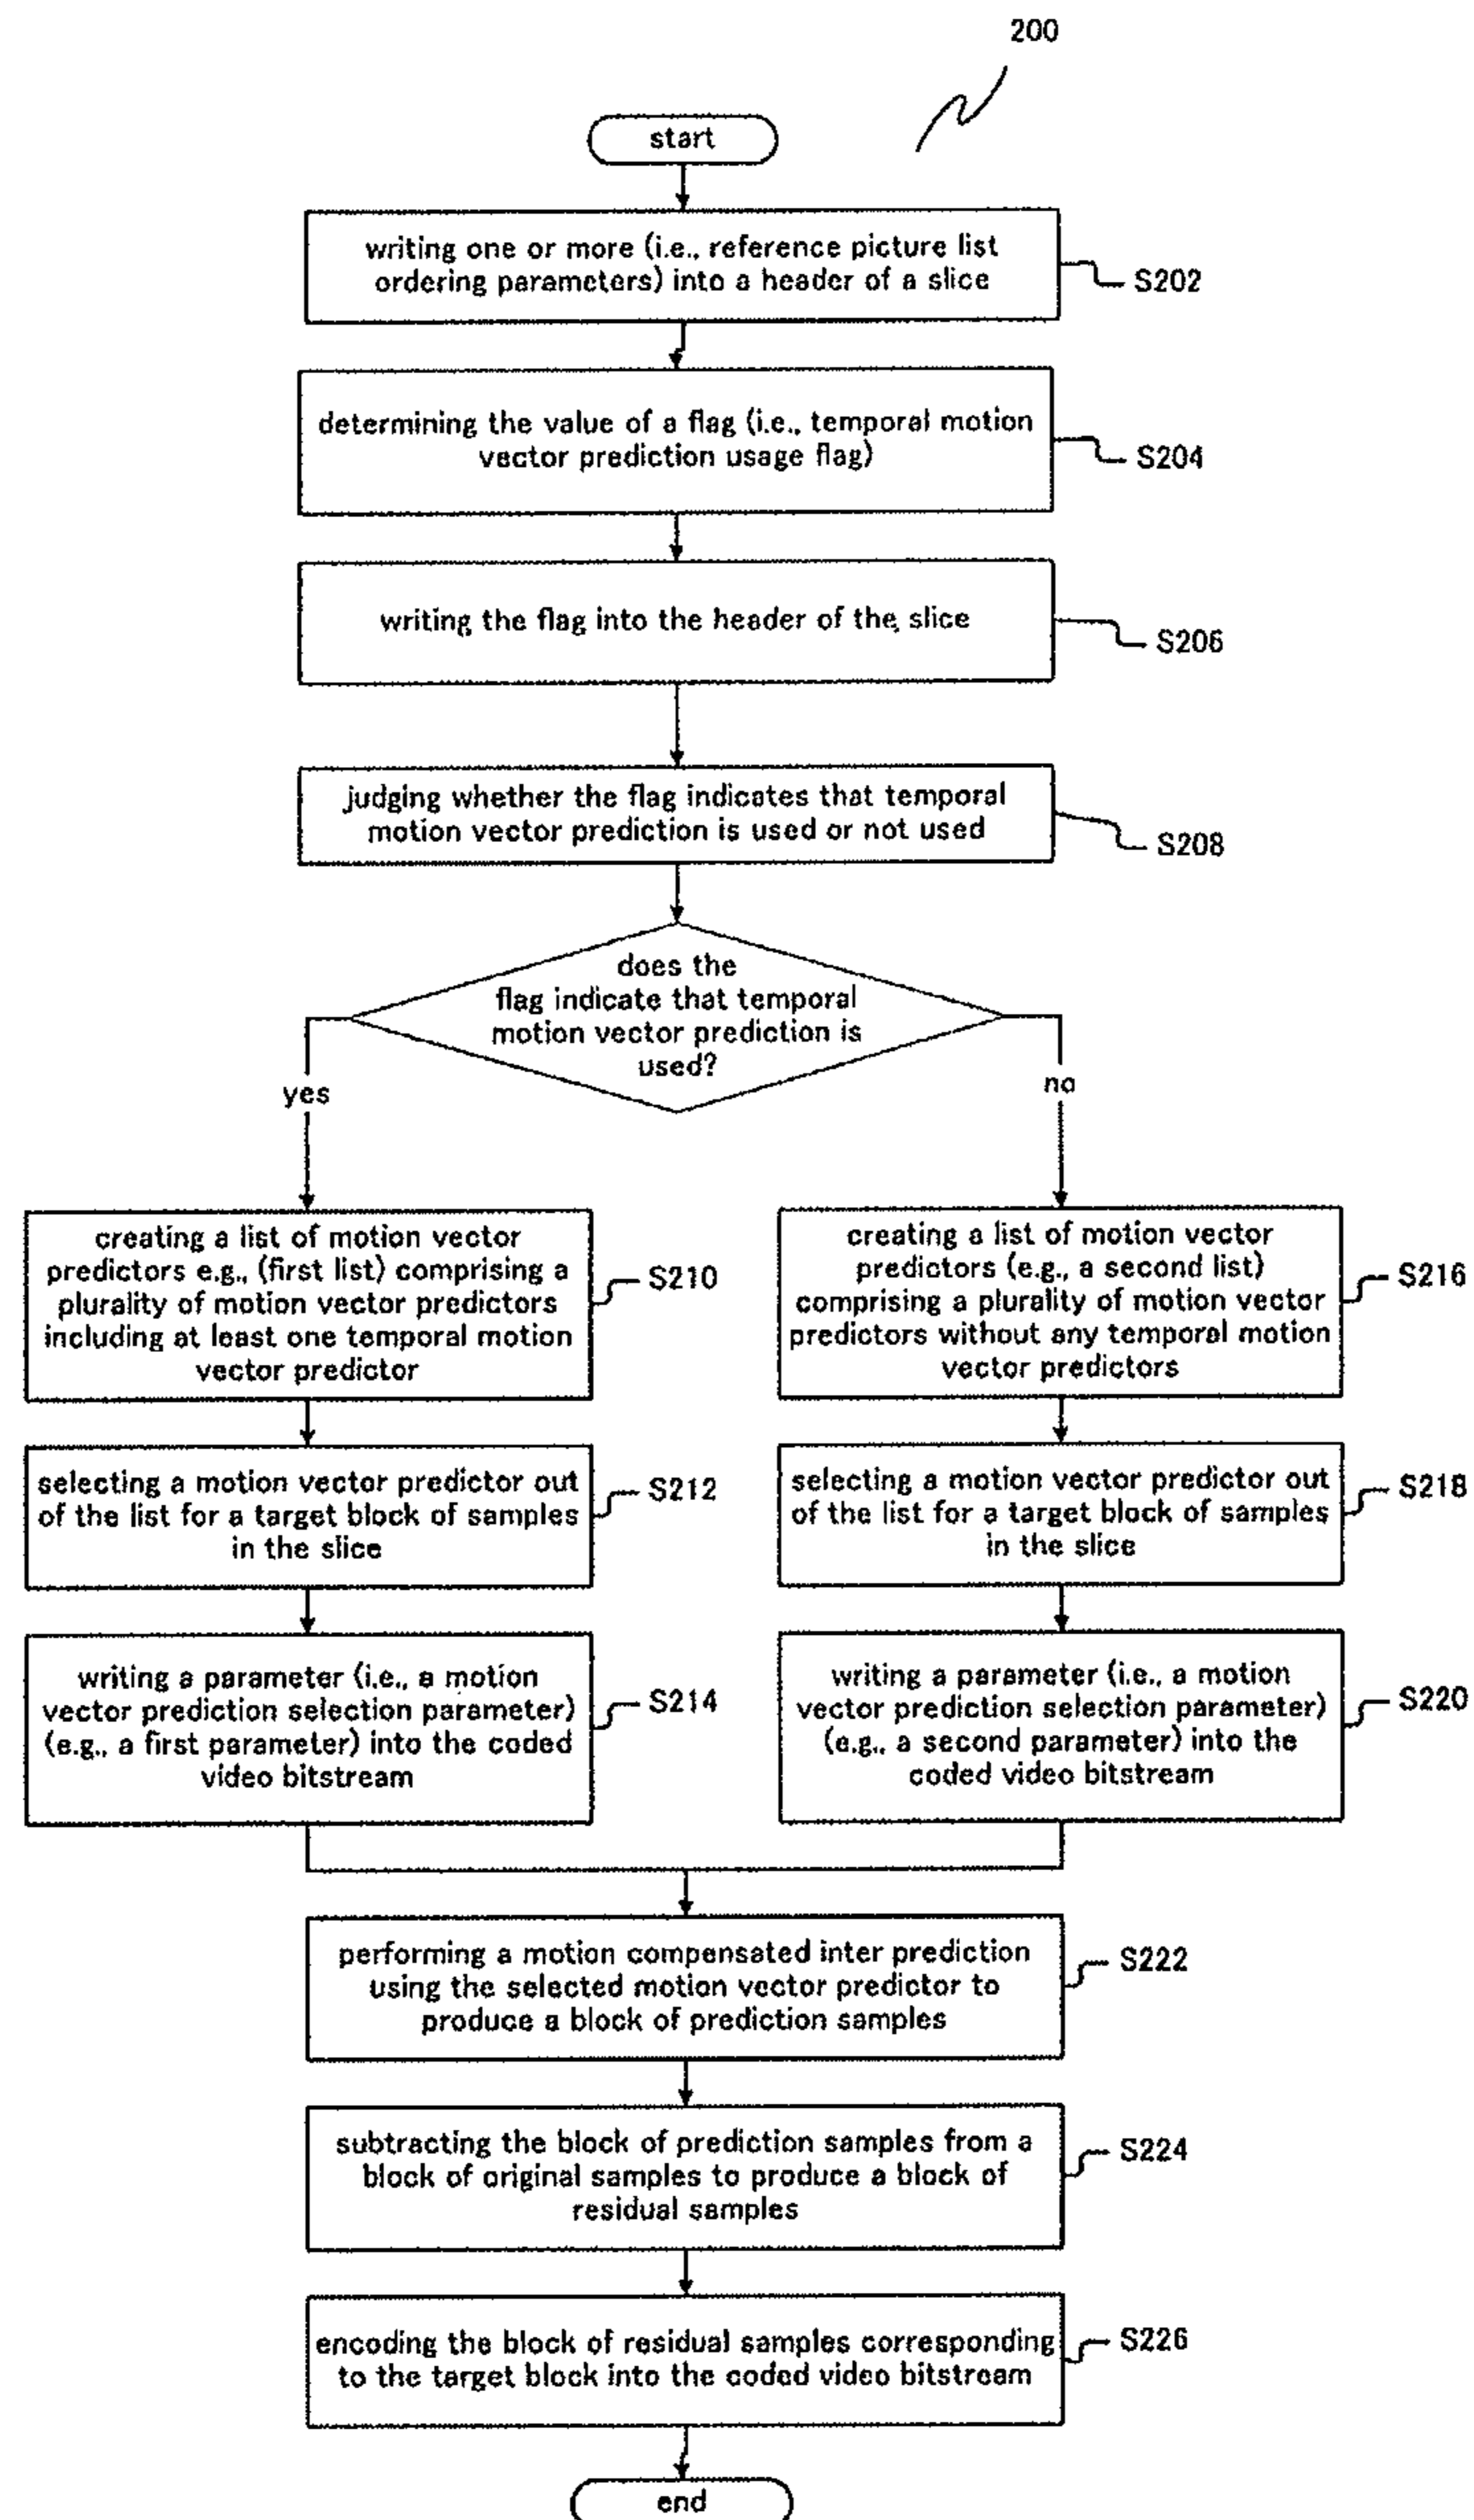 200
start
writing one or more (i.e., reference picture list
ordering parameters) into a header of a slice
S202
determining the value of a flag (i.e., temporal motion
vector prediction usage flag)
S204
writing the flag into the header of the slice
S206
judging whether the flag indicates that temporal
motion vector prediction is used or not used
S208
does the
flag indicate that temporal
motion vector prediction is
used?
yes
no
creating a list of motion vector
predictors e.g., (first list) comprising a
plurality of motion vector predictors
including at least one temporal motion
vector predictor
S210
creating a list of motion vector
predictors (e.g., a second list)
comprising a plurality of motion vector
predictors without any temporal motion
vector predictors
S216
selecting a motion vector predictor out
of the list for a target block of samples
in the slice
S212
selecting a motion vector predictor out
of the list for a target block of samples
in the slice
S218
writing a parameter (i.e., a motion
vector prediction selection parameter)
(e.g., a first parameter) into the coded
video bitstream
S214
writing a parameter (i.e., a motion
vector prediction selection parameter)
(e.g., a second parameter) into the
coded video bitstream
S220
performing a motion compensated inter prediction
using the selected motion vector predictor to
produce a block of prediction samples
S222
subtracting the block of prediction samples from a
block of original samples to produce a block of
residual samples
S224
encoding the block of residual samples corresponding
to the target block into the coded video bitstream
S226
end